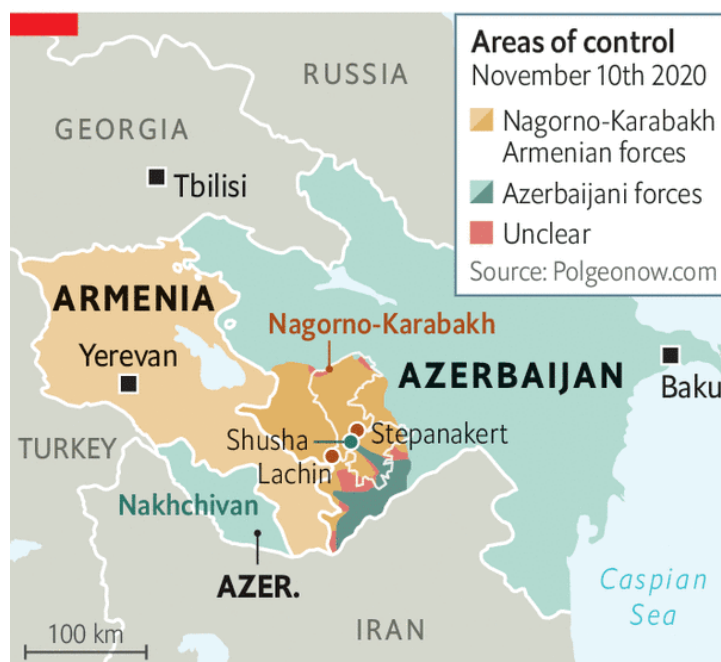 Areas of control
November 10th 2020
Nagorno-Karabakh
Armenian forces
Azerbaijani forces
Unclear
Source: Polgeonow.com
RUSSIA
GEORGIA
Tbilisi
ARMENIA
Nagorno-Karabakh
Yerevan
AZERBAIJAN
Baku
Shusha
Stepanakert
TURKEY
Lachin
Nakhchivan
AZER.
Caspian
Sea
IRAN
100 km